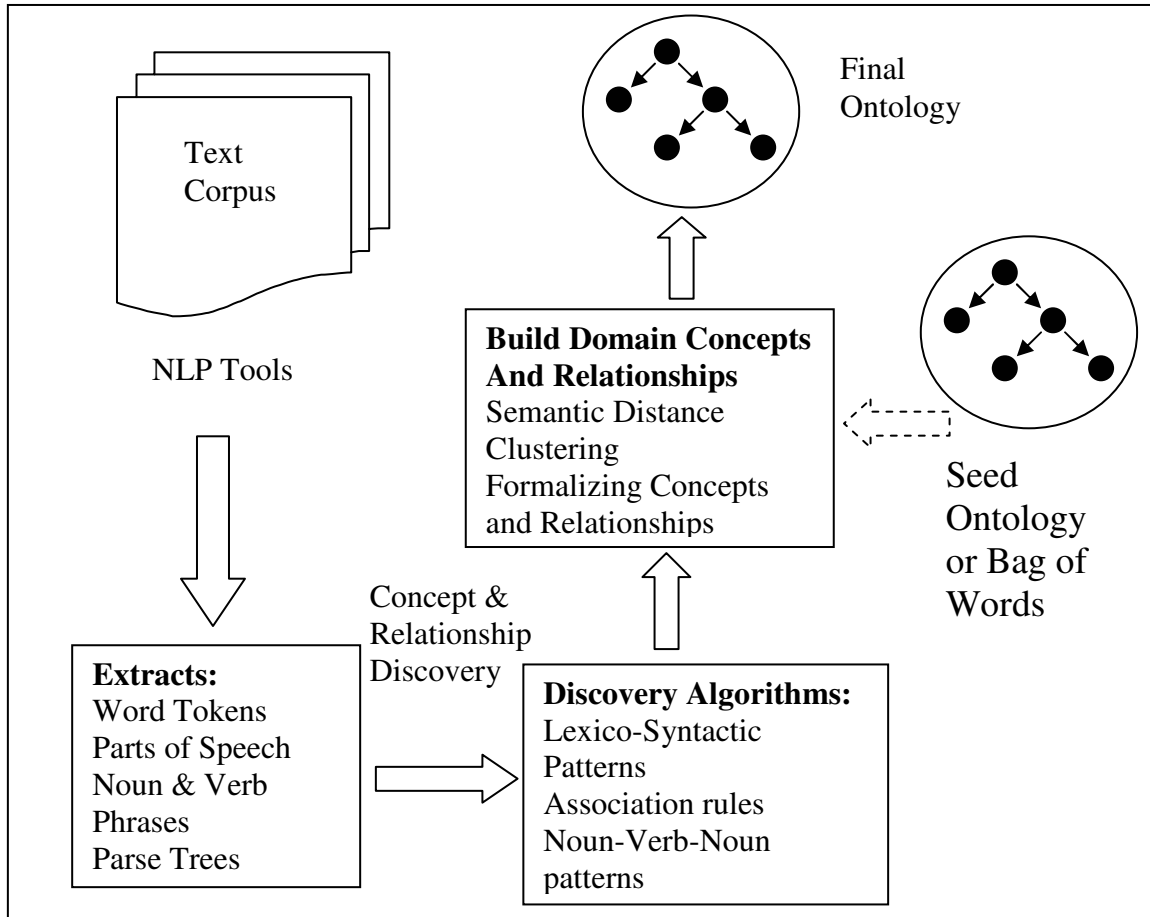 Text
Corpus
NLP Tools
Extracts:
Word Tokens
Parts of Speech
Noun & Verb
Phrases
Parse Trees
Concept &
Relationship
Discovery
Discovery Algorithms:
Lexico-Syntactic
Patterns
Association rules
Noun-Verb-Noun
patterns
Build Domain Concepts
And Relationships
Semantic Distance
Clustering
Formalizing Concepts
and Relationships
Seed
Ontology
or Bag of
Words
Final
Ontology